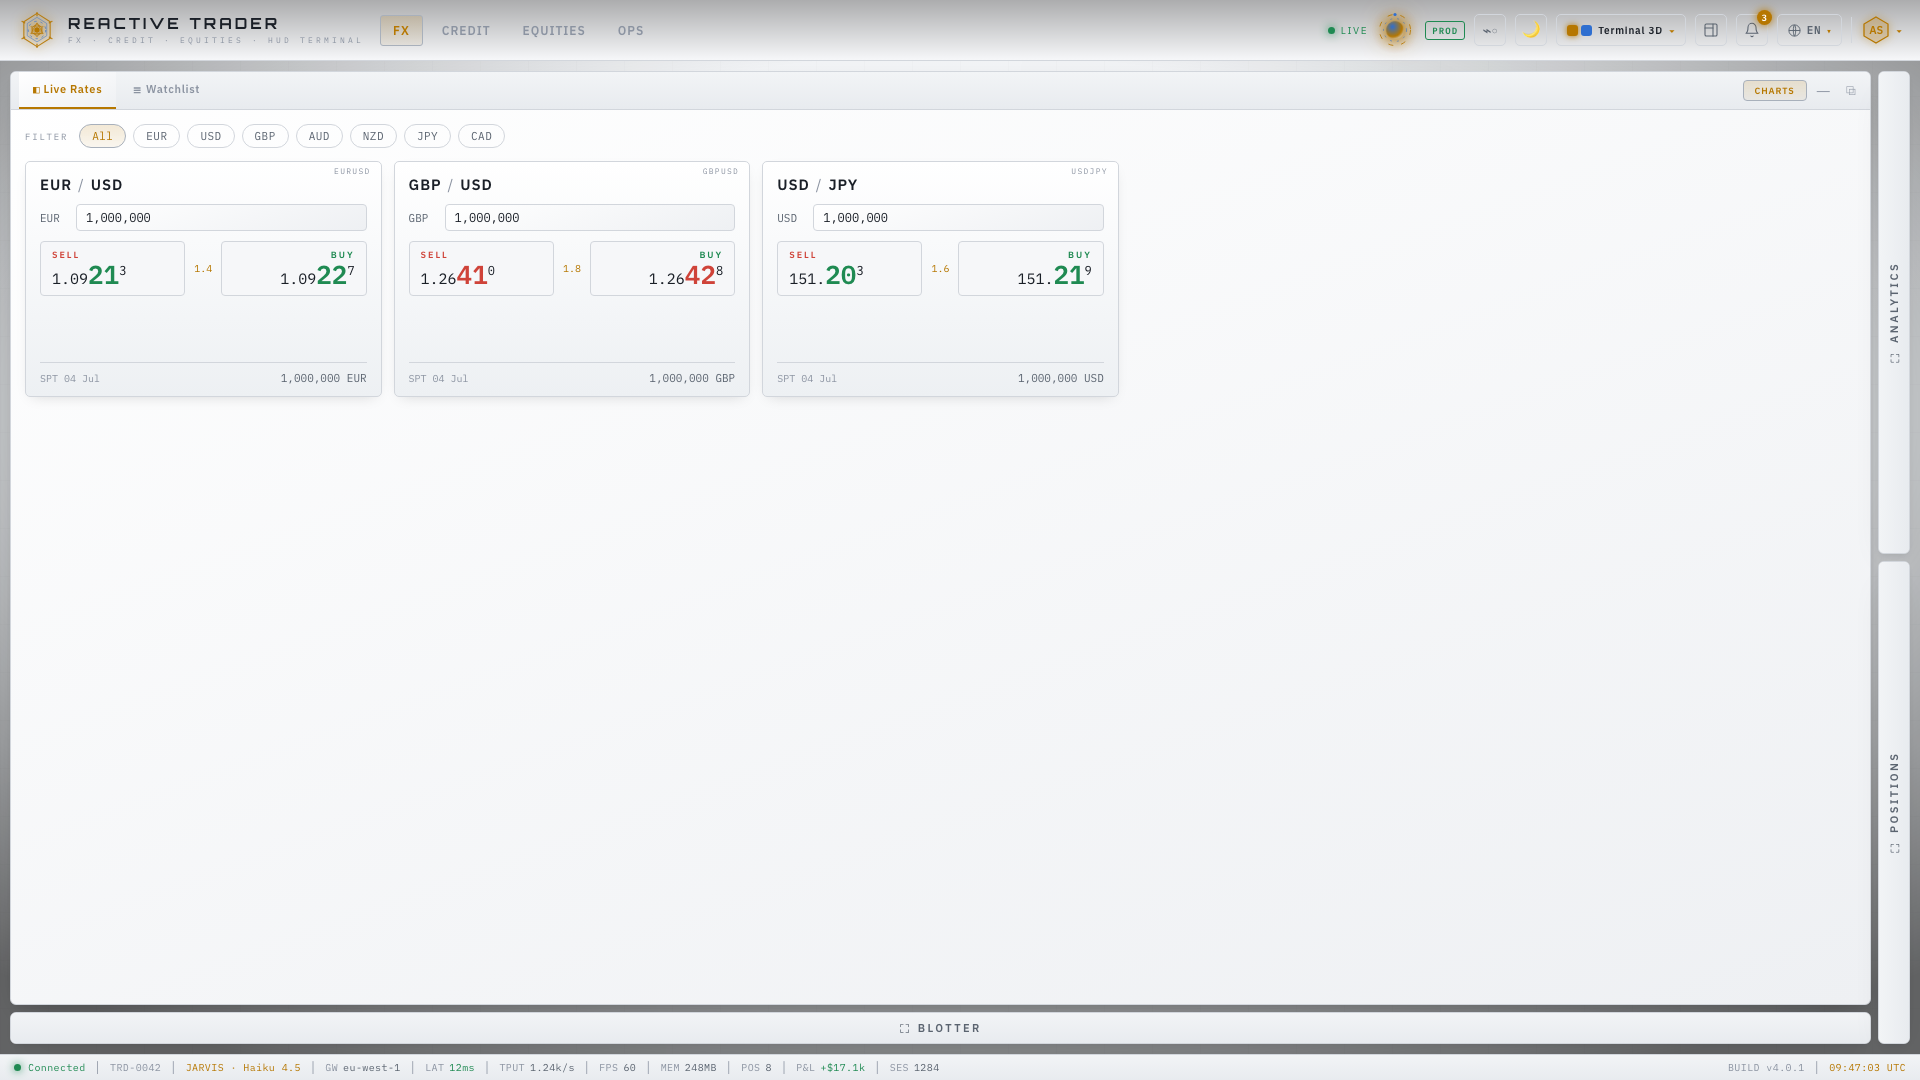 REACTIVE TRADER
FX · CREDIT · EQUITIES · HUD TERMINAL
FX CREDIT EQUITIES OPS
LIVE PROD Terminal 3D 3 EN AS
Live Rates Watchlist CHARTS
FILTER All EUR USD GBP AUD NZD JPY CAD
EURUSD
EUR / USD
EUR 1,000,000
SELL BUY
1.09213 1.4 1.09227
SPT 04 Jul 1,000,000 EUR
GBPUSD
GBP / USD
GBP 1,000,000
SELL BUY
1.26410 1.8 1.26428
SPT 04 Jul 1,000,000 GBP
USDJPY
USD / JPY
USD 1,000,000
SELL BUY
151.203 1.6 151.219
SPT 04 Jul 1,000,000 USD
ANALYTICS
POSITIONS
BLOTTER
Connected TRD-0042 JARVIS · Haiku 4.5 GW eu-west-1 LAT 12ms TPUT 1.24k/s FPS 60 MEM 248MB POS 8 P&L +$17.1k SES 1284 BUILD v4.0.1 09:47:03 UTC